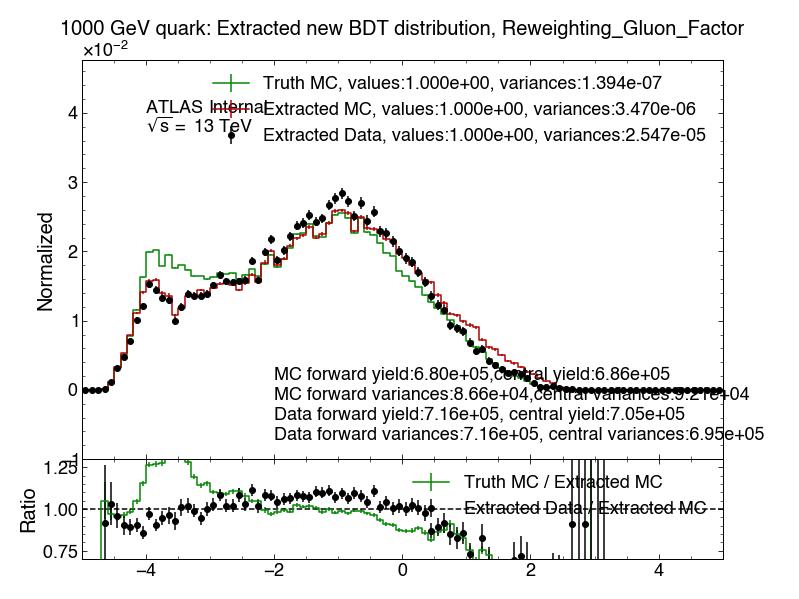 1000 GeV quark: Extracted new BDT distribution, Reweighting_Gluon_Factor
×10−2
Truth MC, values:1.000e+00, variances:1.394e-07
ATLAS Internal
Extracted MC, values:1.000e+00, variances:3.470e-06
√s = 13 TeV
Extracted Data, values:1.000e+00, variances:2.547e-05
4
3
2
1
0
1
Normalized
MC forward yield:6.80e+05,central yield:6.86e+05
MC forward variances:8.66e+04,central variances:9.21e+04
Data forward yield:7.16e+05, central yield:7.05e+05
Data forward variances:7.16e+05, central variances:6.95e+05
1.25
1.00
0.75
Ratio
Truth MC / Extracted MC
Extracted Data / Extracted MC
−4 −2 0 2 4